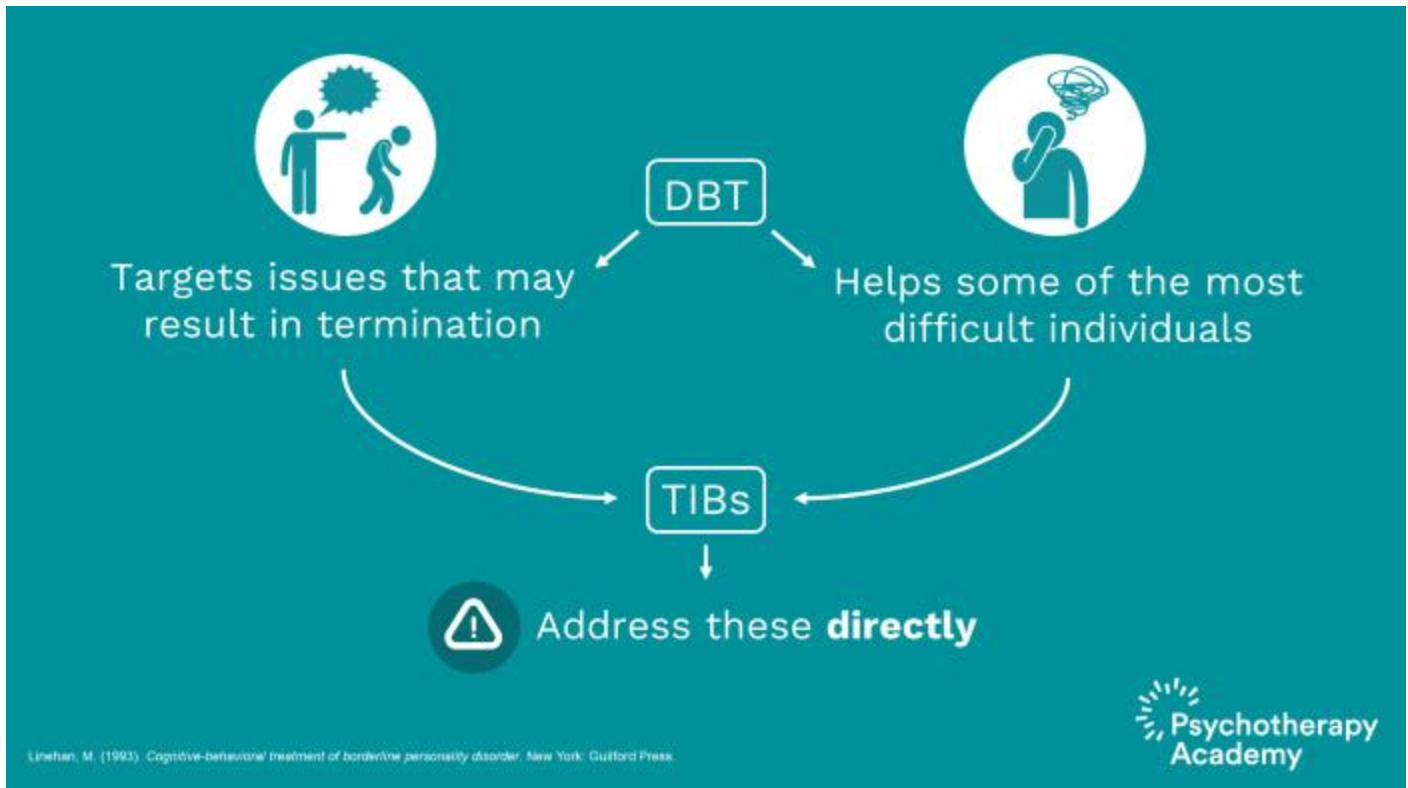 DBT
Targets issues that may
result in termination
Helps some of the most
difficult individuals
TIBs
!
Address these directly
Psychotherapy
Academy
Linehan, M. (1993). Cognitive-behavioral treatment of borderline personality disorder. New York: Guilford Press.